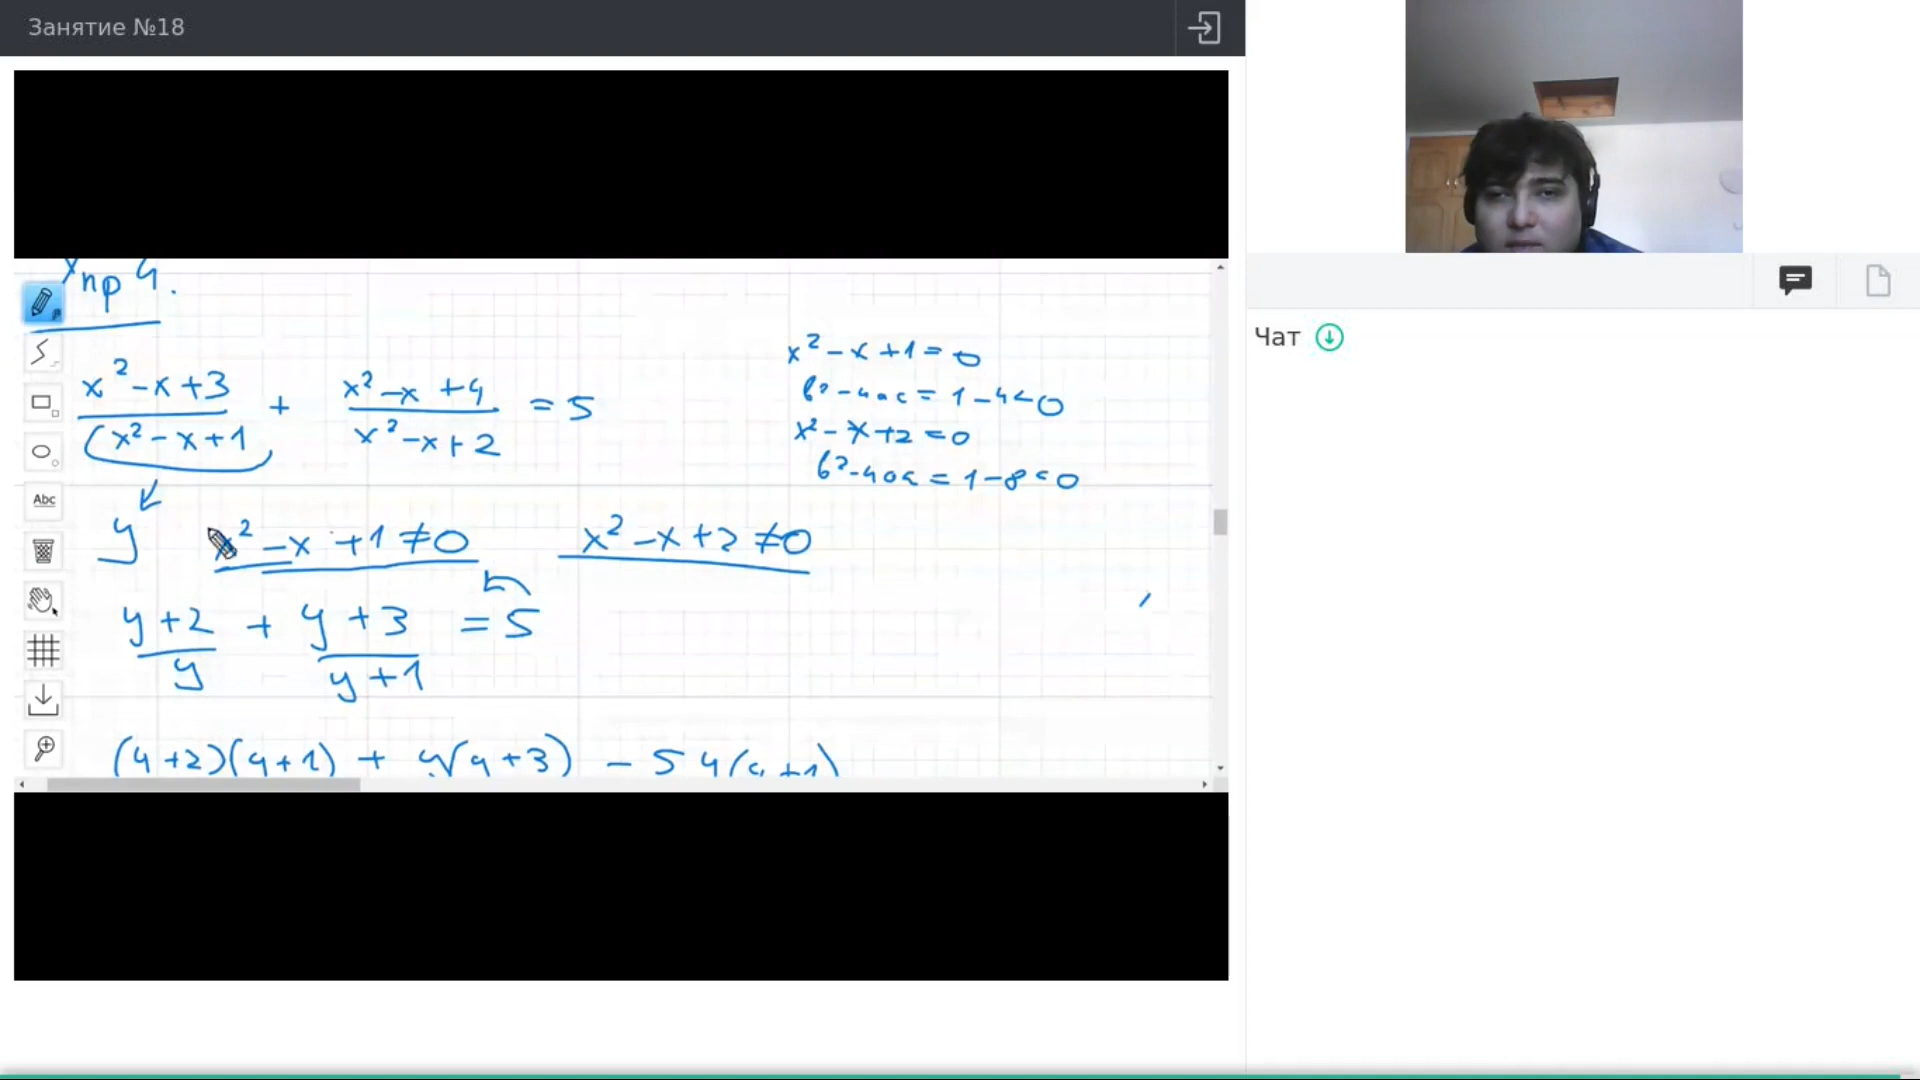 Занятие №18
Упр 4.
(x²-x+3)/(x²-x+1) + (x²-x+4)/(x²-x+2) = 5
x²-x+1=0
b²-4ac = 1-4<0
x²-x+2=0
b²-4ac = 1-8<0
y x²-x+1≠0 x²-x+2≠0
(y+2)/y + (y+3)/(y+1) = 5
(y+2)(y+1) + y(y+3) - 5y(y+1)
Abc
Чат